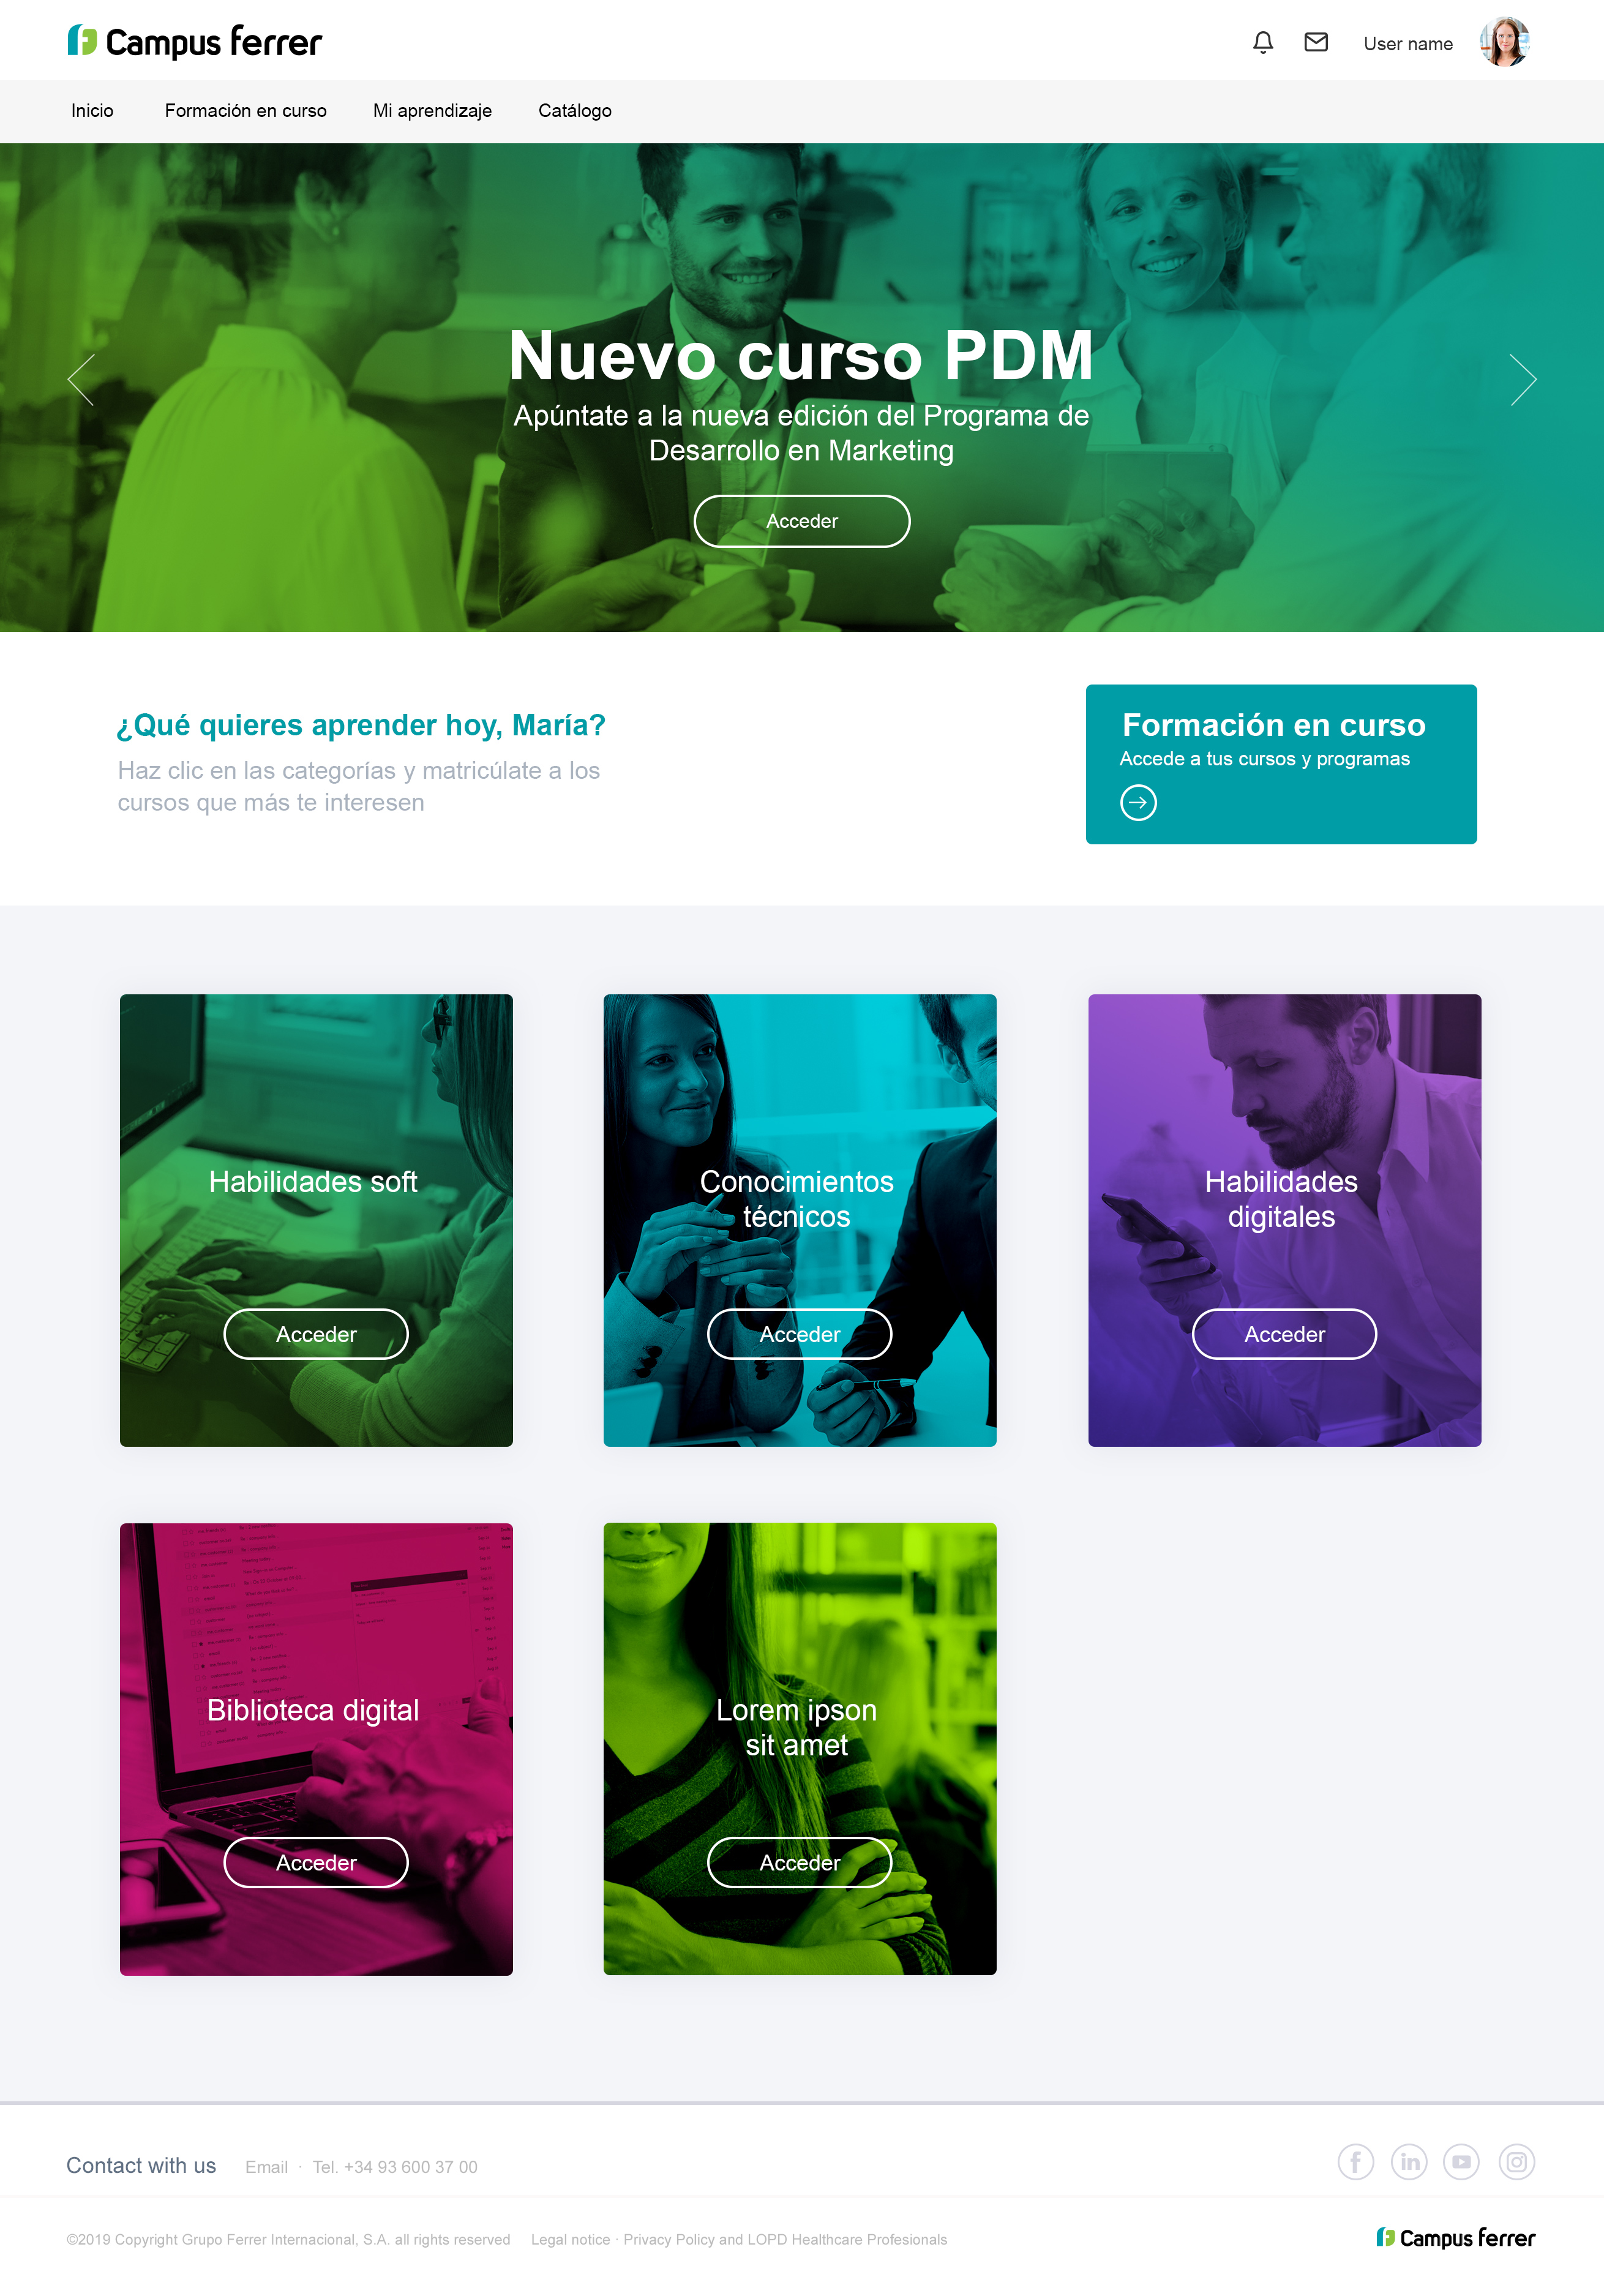 Campus ferrer
User name
Inicio
Formación en curso
Mi aprendizaje
Catálogo
Nuevo curso PDM
Apúntate a la nueva edición del Programa de
Desarrollo en Marketing
Acceder
¿Qué quieres aprender hoy, María?
Haz clic en las categorías y matricúlate a los
cursos que más te interesen
Formación en curso
Accede a tus cursos y programas
Habilidades soft
Acceder
Conocimientos
técnicos
Acceder
Habilidades
digitales
Acceder
Biblioteca digital
Acceder
Lorem ipson
sit amet
Acceder
Contact with us
Email · Tel. +34 93 600 37 00
©2019 Copyright Grupo Ferrer Internacional, S.A. all rights reserved
Legal notice · Privacy Policy and LOPD Healthcare Profesionals
Campus ferrer